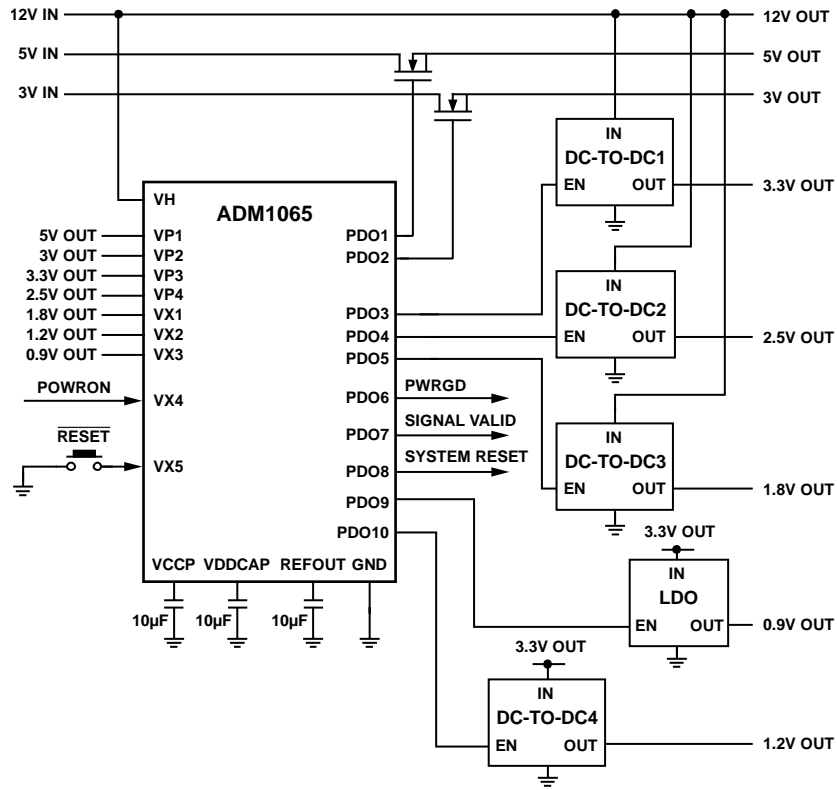 12V IN
12V OUT
5V IN
5V OUT
3V IN
3V OUT
IN
DC-TO-DC1
EN OUT
3.3V OUT
VH
ADM1065
5V OUT VP1 PDO1
3V OUT VP2 PDO2
3.3V OUT VP3
2.5V OUT VP4
1.8V OUT VX1 PDO3
1.2V OUT VX2 PDO4
0.9V OUT VX3 PDO5
IN
DC-TO-DC2
EN OUT
2.5V OUT
POWRON VX4
PDO6 PWRGD
PDO7 SIGNAL VALID
PDO8 SYSTEM RESET
RESET VX5
PDO9
PDO10
IN
DC-TO-DC3
EN OUT
1.8V OUT
VCCP VDDCAP REFOUT GND
10µF 10µF 10µF
3.3V OUT
IN
LDO
EN OUT
0.9V OUT
3.3V OUT
IN
DC-TO-DC4
EN OUT
1.2V OUT